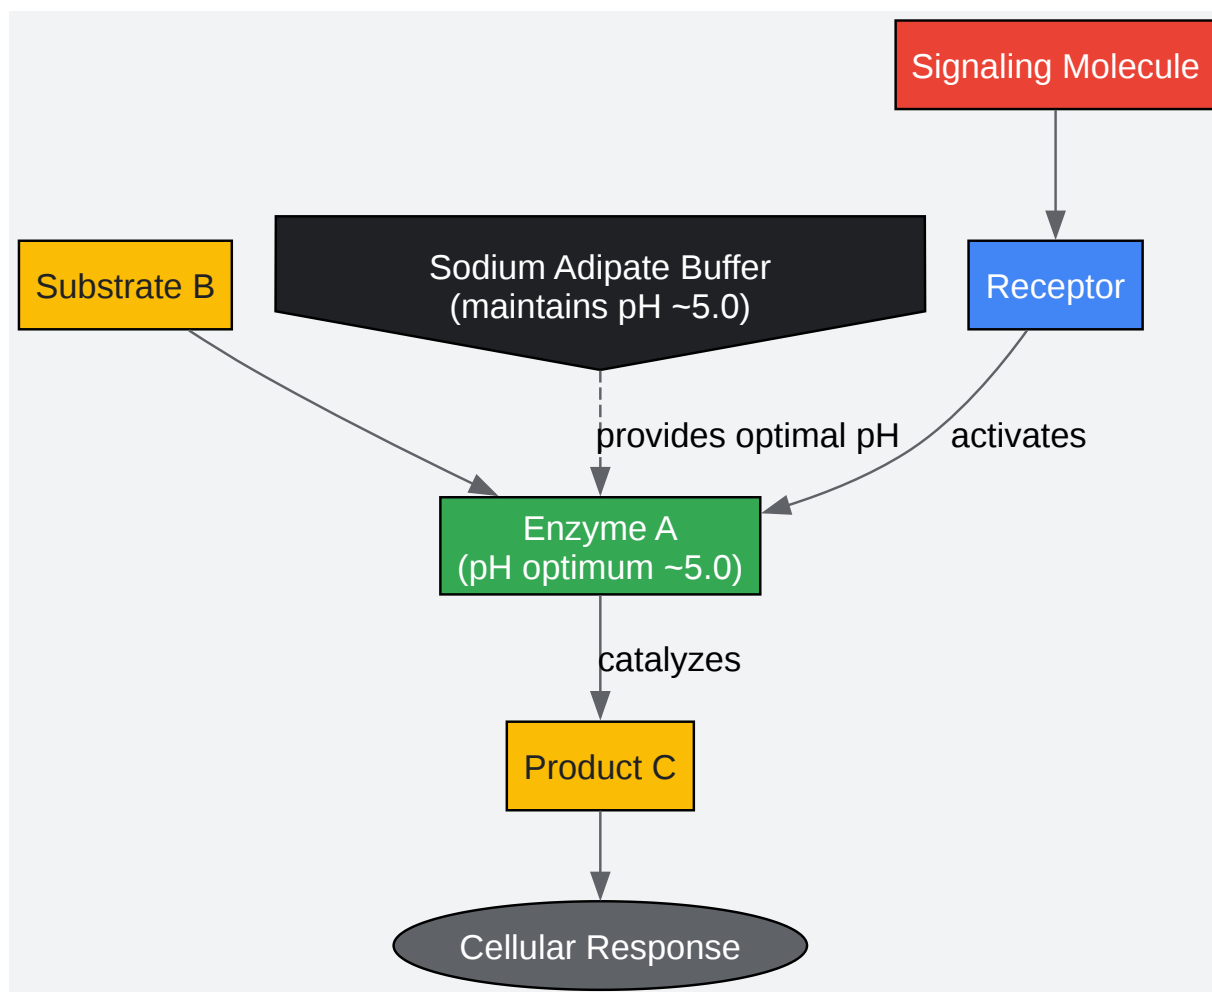 Signaling Molecule
Substrate B
Sodium Adipate Buffer
(maintains pH ~5.0)
Receptor
provides optimal pH
activates
Enzyme A
(pH optimum ~5.0)
catalyzes
Product C
Cellular Response